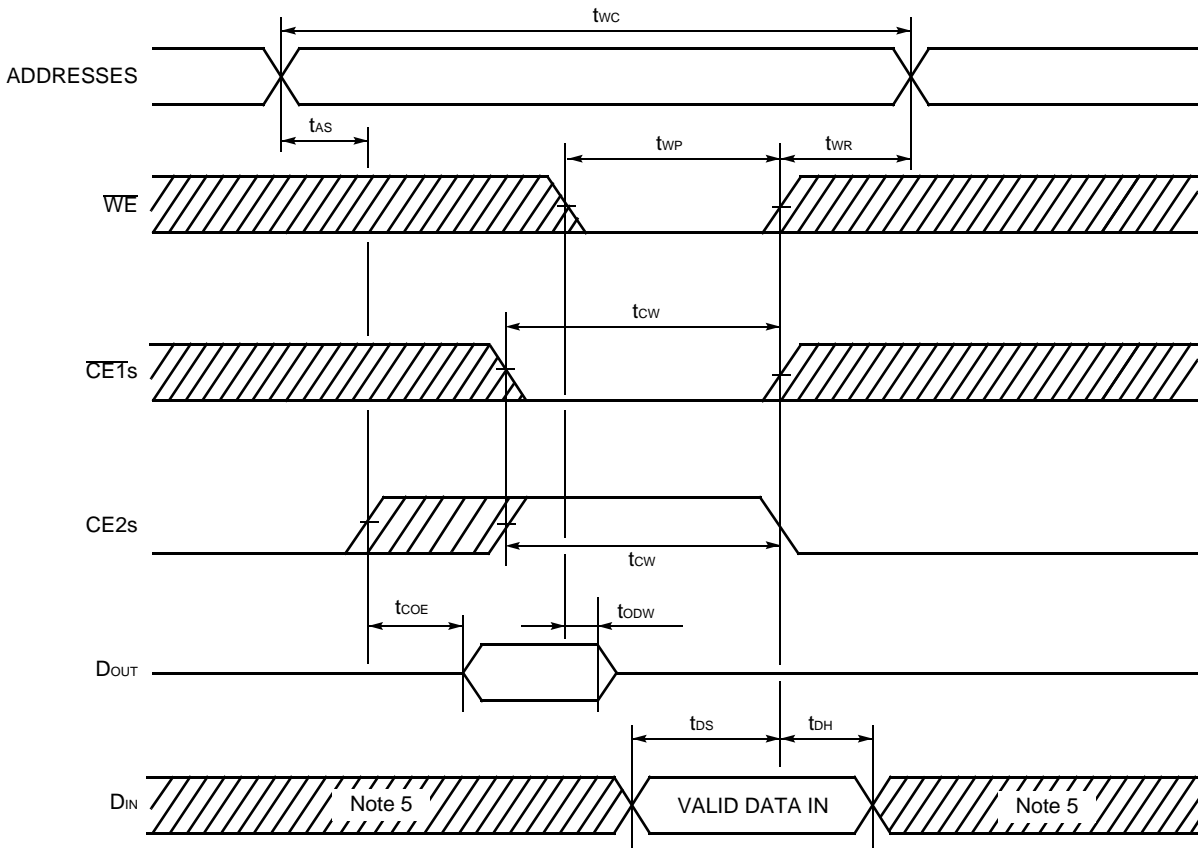 tWC
ADDRESSES
tAS
tWP
tWR
WE
tCW
CE1s
CE2s
tCW
tCOE
tODW
DOUT
tDS
tDH
DIN
Note 5
VALID DATA IN
Note 5